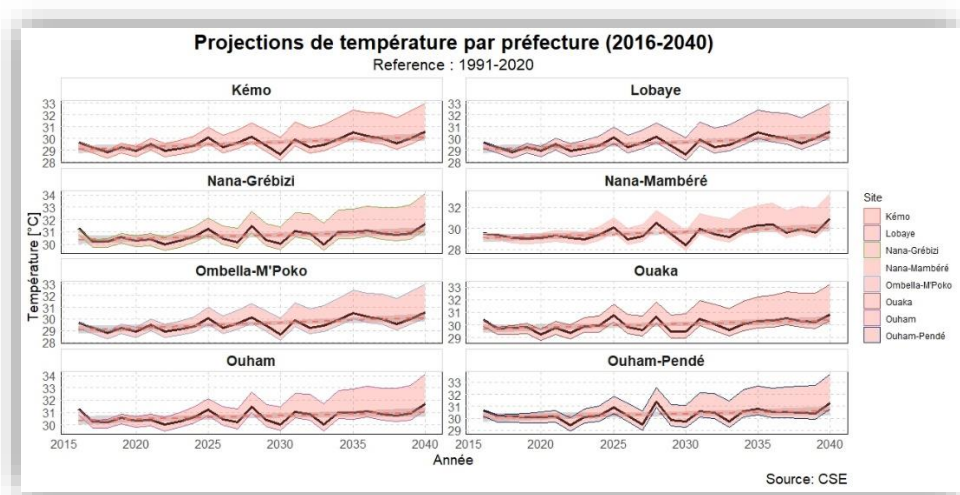 Projections de température par préfecture (2016-2040)
Reference : 1991-2020
Kémo
Lobaye
33
32
31
30
29
28
33
32
31
30
29
28
Nana-Grébizi
Nana-Mambéré
34
33
32
31
30
32
30
28
Ombella-M'Poko
Ouaka
33
32
31
30
29
28
33
32
31
30
29
Ouham
Ouham-Pendé
34
33
32
31
30
33
32
31
30
29
2015
2020
2025
2030
2035
2040
2015
2020
2025
2030
2035
2040
Température [°C]
Année
Site
Kémo
Lobaye
Nana-Grébizi
Nana-Mambéré
Ombella-M'Poko
Ouaka
Ouham
Ouham-Pendé
Source: CSE